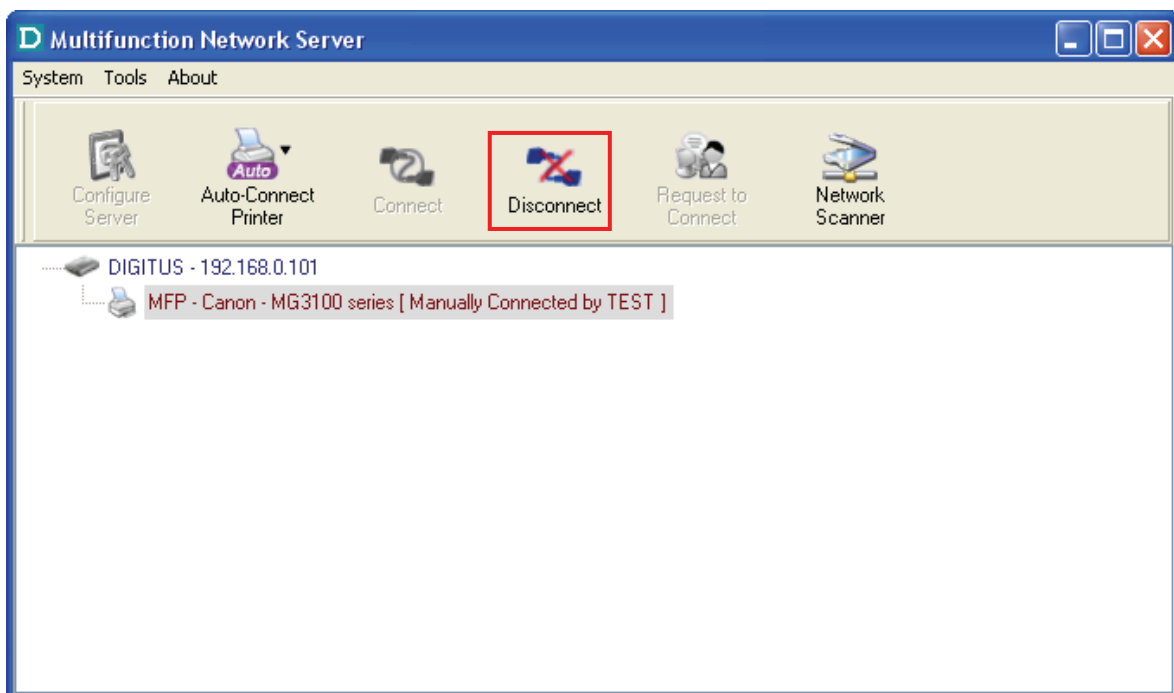 D Multifunction Network Server
System Tools About
Auto
Configure Server
Auto-Connect Printer
Connect
Disconnect
Request to Connect
Network Scanner
DIGITUS - 192.168.0.101
MFP - Canon - MG3100 series [ Manually Connected by TEST ]